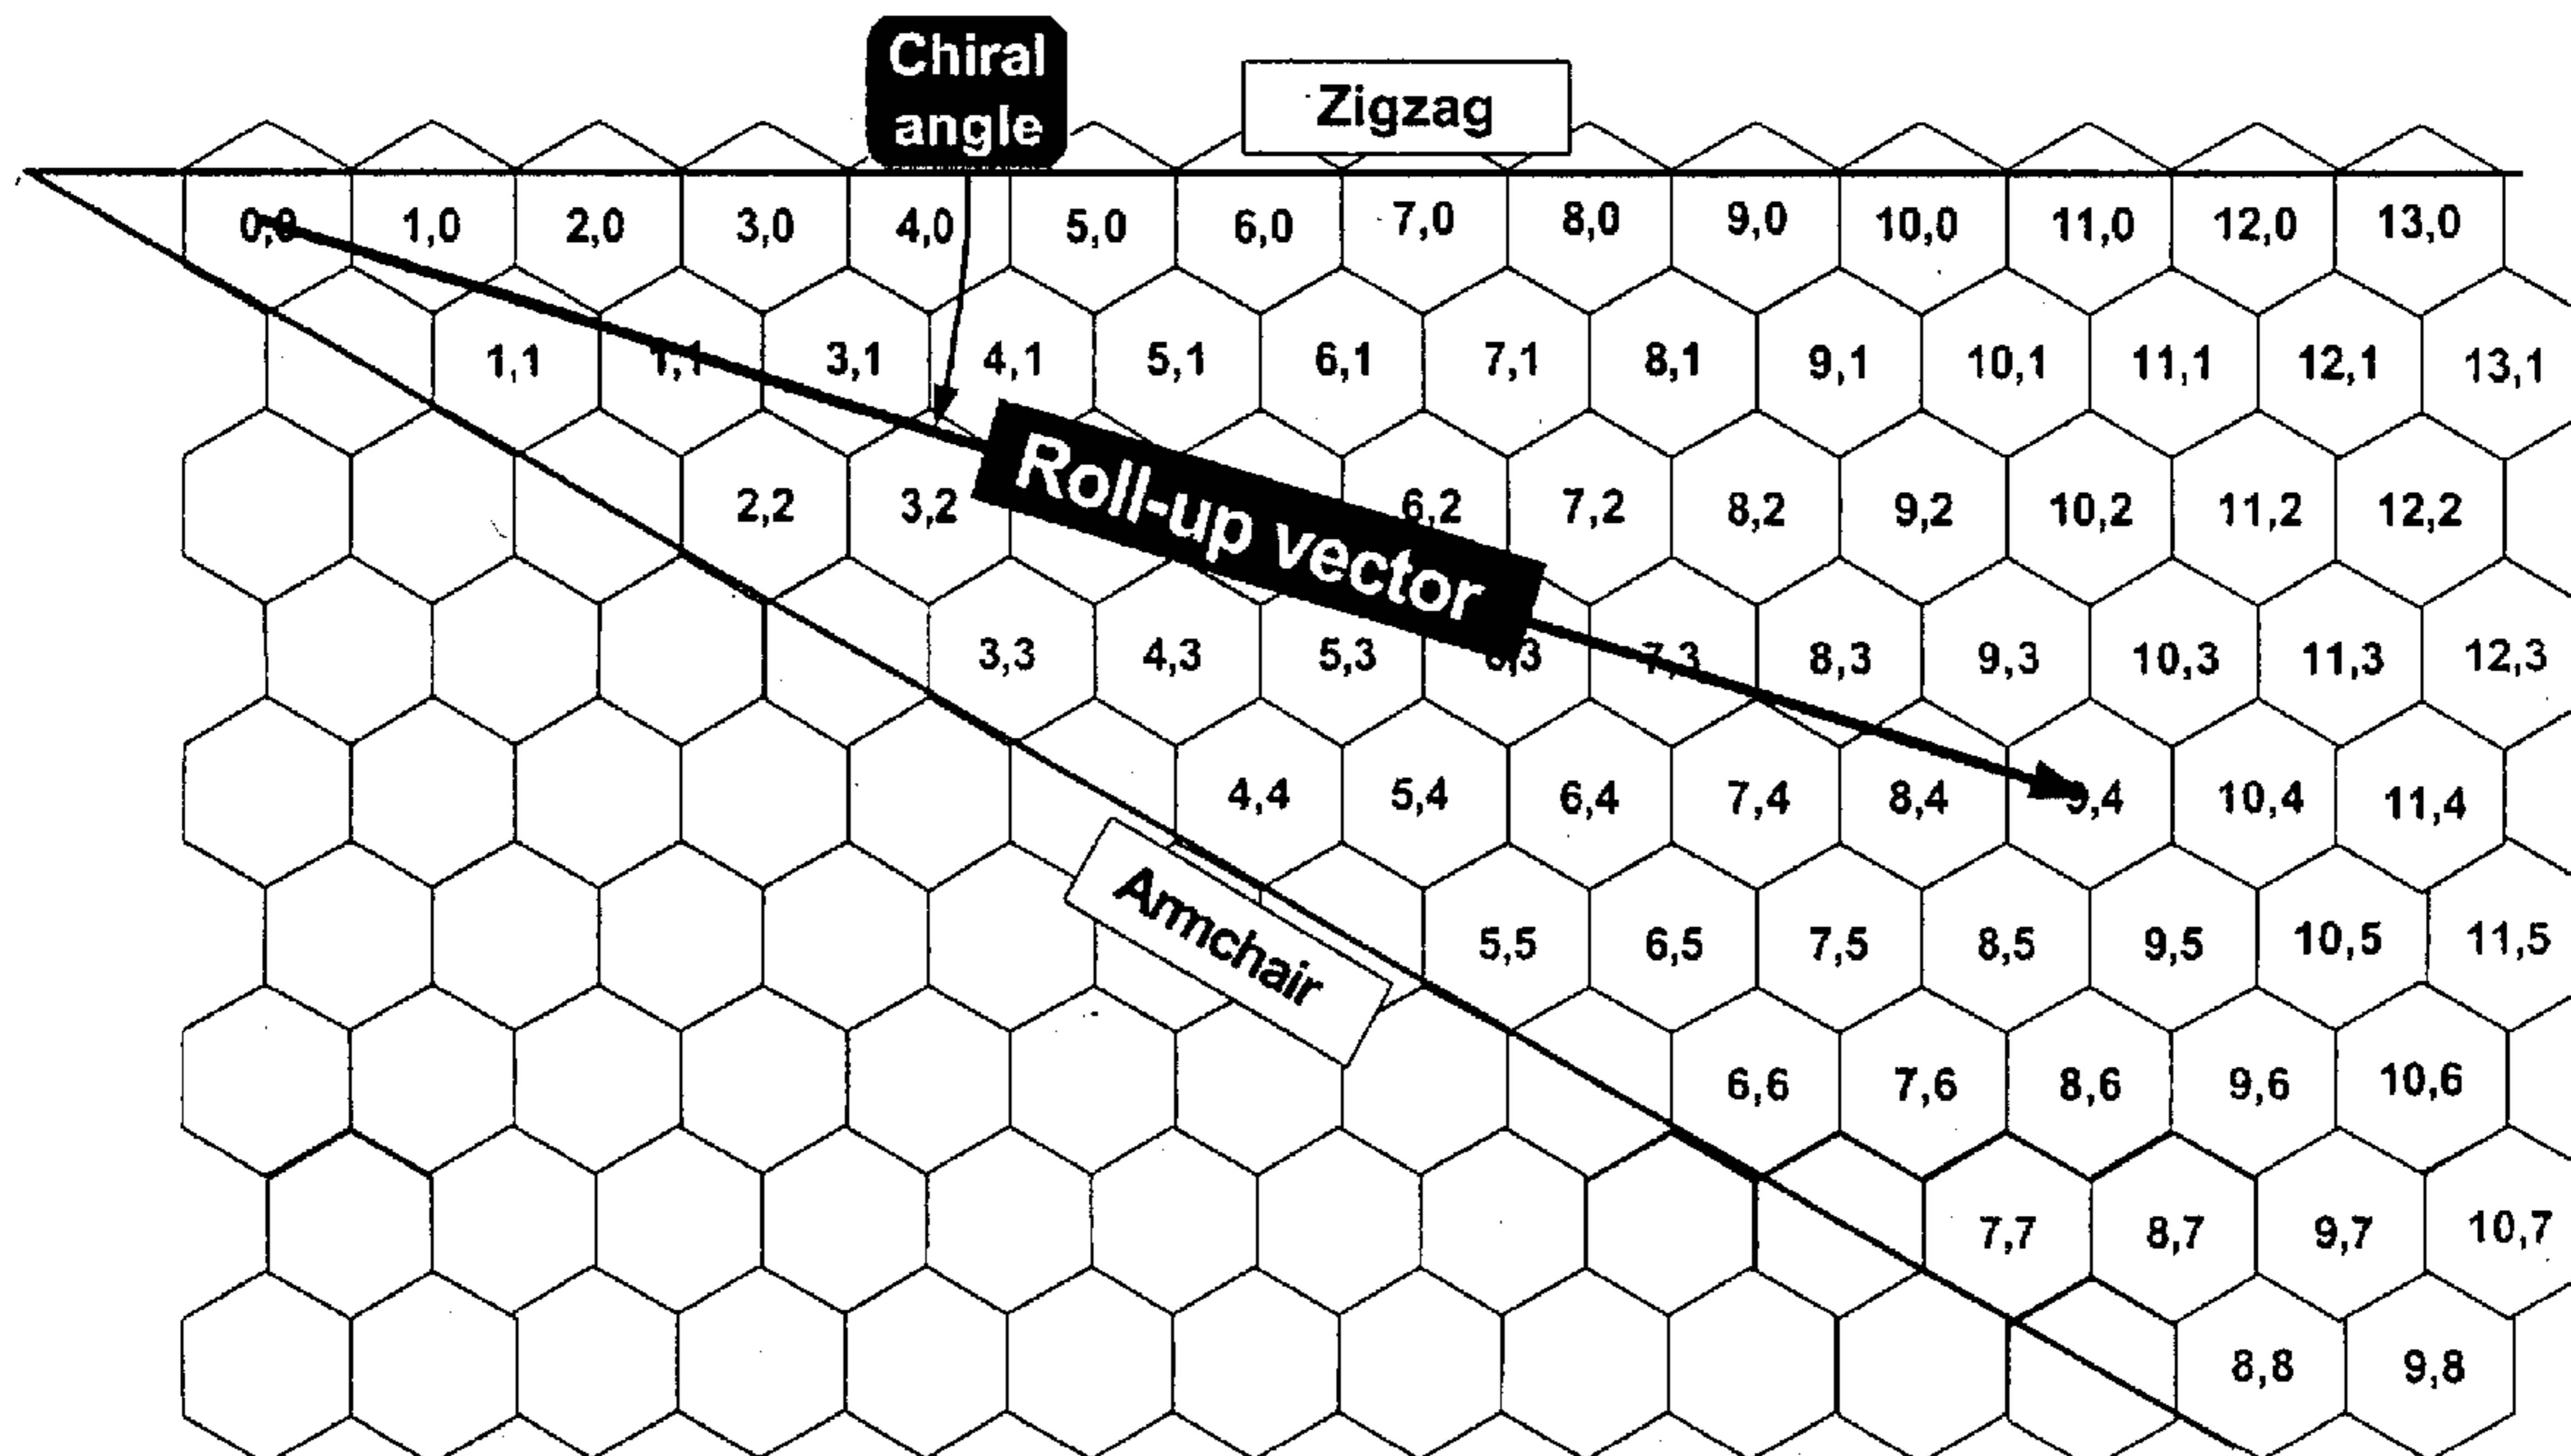 Chiral
angle
Zigzag
0,0 1,0 2,0 3,0 4,0 5,0 6,0 7,0 8,0 9,0 10,0 11,0 12,0 13,0
1,1 1,1 3,1 4,1 5,1 6,1 7,1 8,1 9,1 10,1 11,1 12,1 13,1
2,2 3,2 6,2 7,2 8,2 9,2 10,2 11,2 12,2
Roll-up vector
3,3 4,3 5,3 6,3 7,3 8,3 9,3 10,3 11,3 12,3
4,4 5,4 6,4 7,4 8,4 9,4 10,4 11,4
Armchair
5,5 6,5 7,5 8,5 9,5 10,5 11,5
6,6 7,6 8,6 9,6 10,6
7,7 8,7 9,7 10,7
8,8 9,8